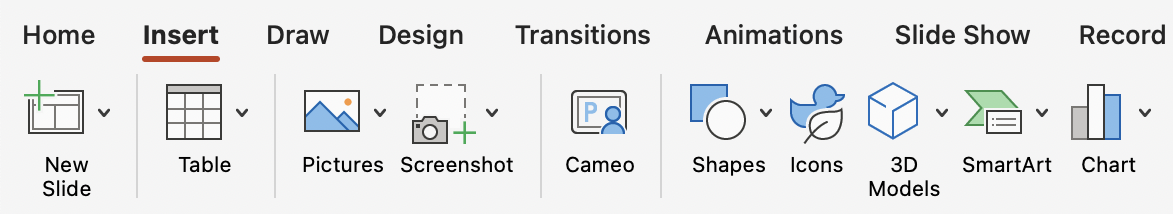 Home Insert Draw Design Transitions Animations Slide Show Record
New Slide
Table
Pictures
Screenshot
P
Cameo
Shapes
Icons
3D Models
SmartArt
Chart